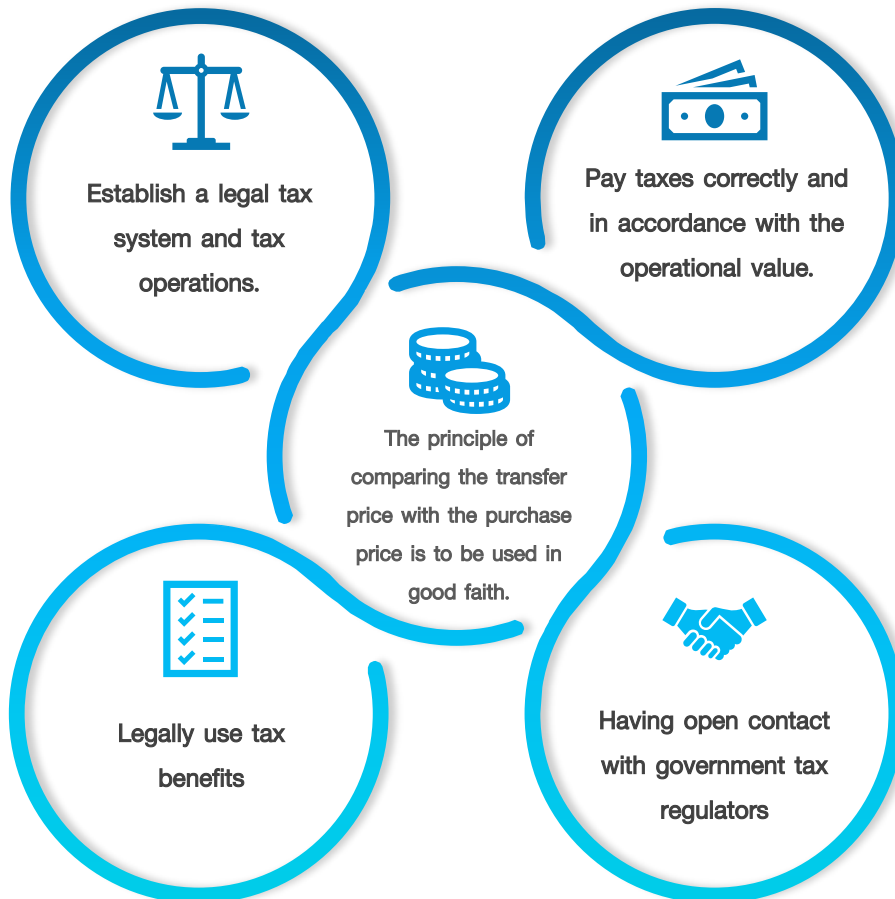 Establish a legal tax
system and tax
operations.
Pay taxes correctly and
in accordance with the
operational value.
The principle of
comparing the transfer
price with the purchase
price is to be used in
good faith.
Legally use tax
benefits
Having open contact
with government tax
regulators